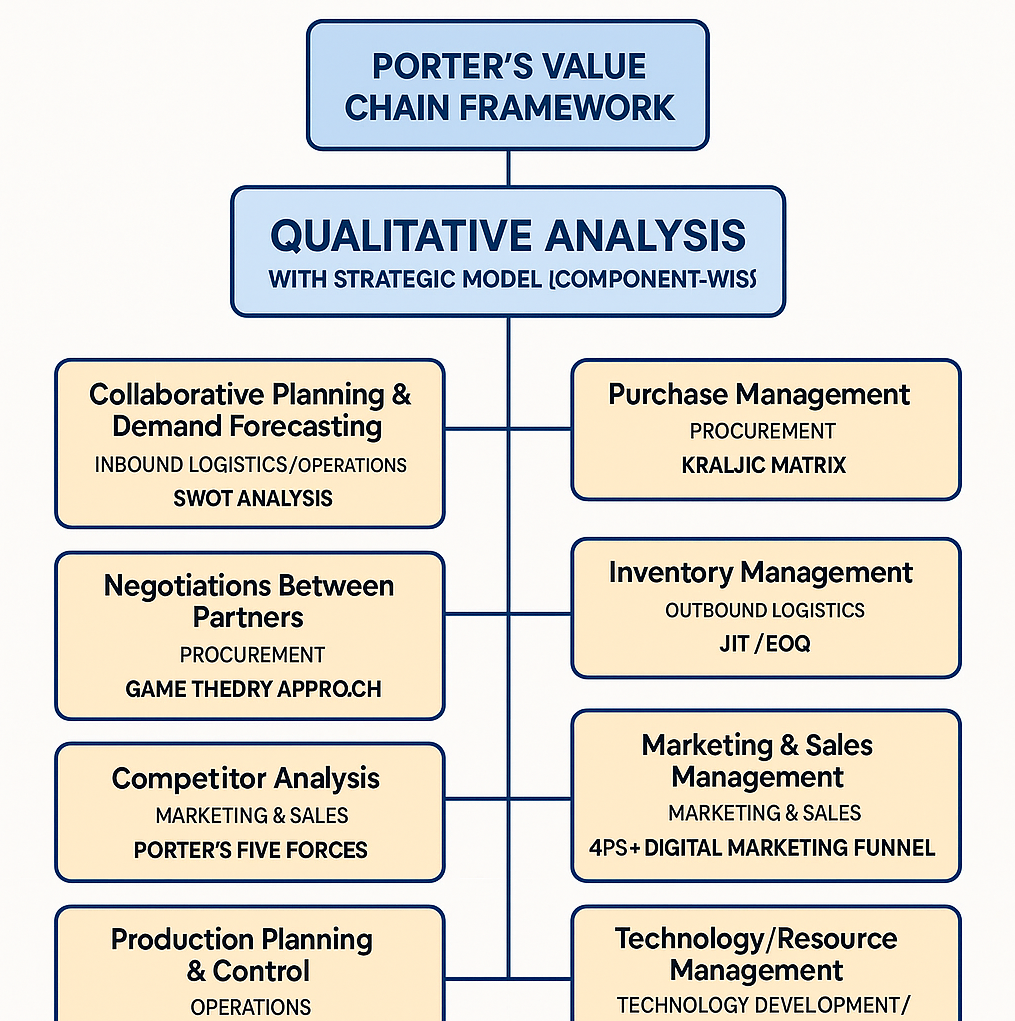 PORTER'S VALUE
CHAIN FRAMEWORK
QUALITATIVE ANALYSIS
WITH STRATEGIC MODEL (COMPONENT-WISS
Collaborative Planning &
Demand Forecasting
INBOUND LOGISTICS/OPERATIONS
SWOT ANALYSIS
Purchase Management
PROCUREMENT
KRALJIC MATRIX
Negotiations Between
Partners
PROCUREMENT
GAME THEDRY APPRO.CH
Inventory Management
OUTBOUND LOGISTICS
JIT / EOQ
Competitor Analysis
MARKETING & SALES
PORTER'S FIVE FORCES
Marketing & Sales
Management
MARKETING & SALES
4PS+DIGITAL MARKETING FUNNEL
Production Planning
& Control
OPERATIONS
Technology/Resource
Management
TECHNOLOGY DEVELOPMENT/